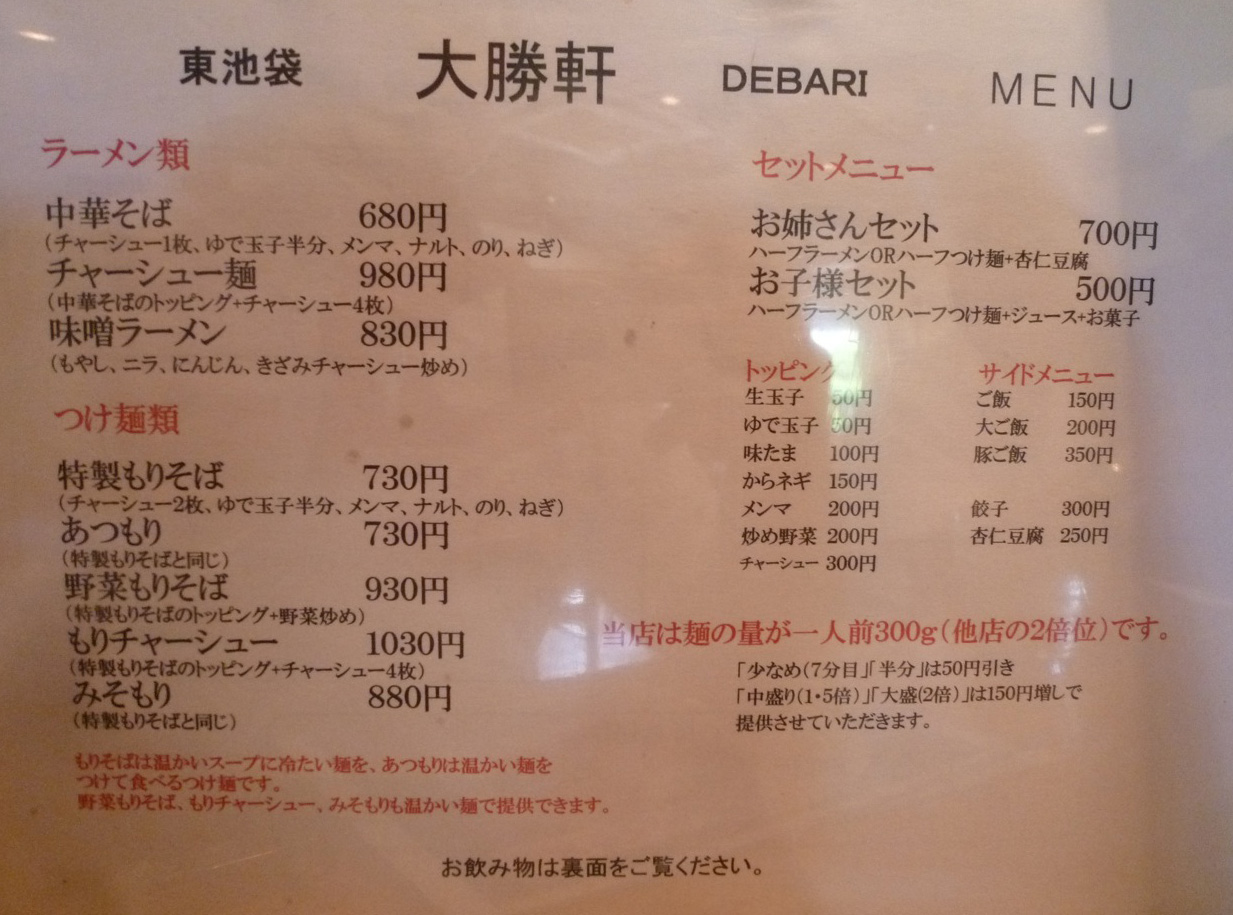 東池袋 大勝軒 DEBARI MENU
ラーメン類
中華そば 680円
(チャーシュー1枚、ゆで玉子半分、メンマ、ナルト、のり、ねぎ)
チャーシュー麺 980円
(中華そばのトッピング+チャーシュー4枚)
味噌ラーメン 830円
(もやし、ニラ、にんじん、きざみチャーシュー炒め)
つけ麺類
特製もりそば 730円
(チャーシュー2枚、ゆで玉子半分、メンマ、ナルト、のり、ねぎ)
あつもり 730円
(特製もりそばと同じ)
野菜もりそば 930円
(特製もりそばのトッピング+野菜炒め)
もりチャーシュー 1030円
(特製もりそばのトッピング+チャーシュー4枚)
みそもり 880円
(特製もりそばと同じ)
もりそばは温かいスープに冷たい麺を、あつもりは温かい麺を
つけて食べるつけ麺です。
野菜もりそば、もりチャーシュー、みそもりも温かい麺で提供できます。
セットメニュー
お姉さんセット 700円
ハーフラーメンORハーフつけ麺+杏仁豆腐
お子様セット 500円
ハーフラーメンORハーフつけ麺+ジュース+お菓子
トッピング
生玉子 50円
ゆで玉子 50円
味たま 100円
からネギ 150円
メンマ 200円
炒め野菜 200円
チャーシュー 300円
サイドメニュー
ご飯 150円
大ご飯 200円
豚ご飯 350円
餃子 300円
杏仁豆腐 250円
当店は麺の量が一人前300g(他店の2倍位)です。
「少なめ(7分目)」「半分」は50円引き
「中盛り(1・5倍)」「大盛(2倍)」は150円増しで
提供させていただきます。
お飲み物は裏面をご覧ください。